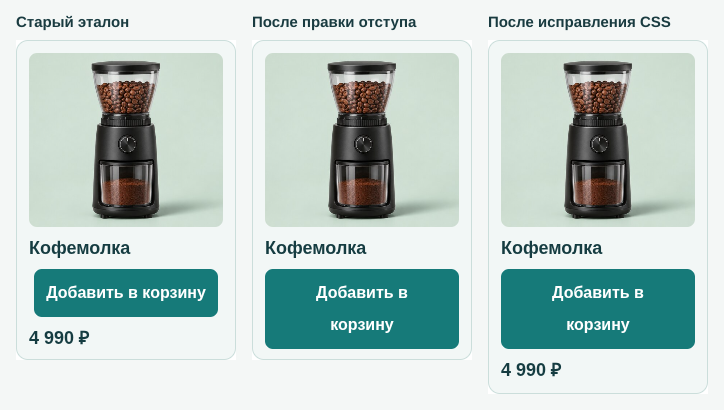 Старый эталон
Кофемолка
Добавить в корзину
4 990 ₽
После правки отступа
Кофемолка
Добавить в
корзину
После исправления CSS
Кофемолка
Добавить в
корзину
4 990 ₽